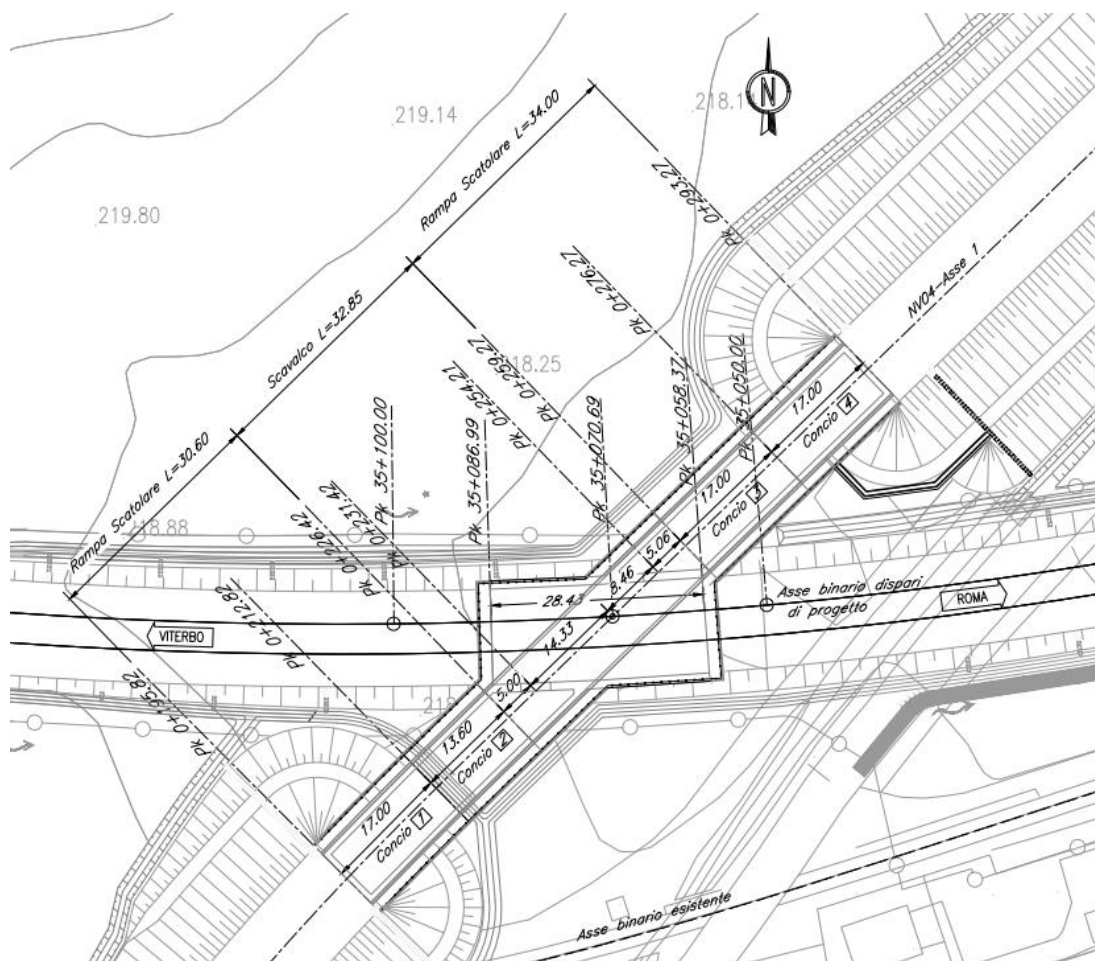 N
218.1
219.14
219.80
Rampa Scatolare L=34.00
Scavalco L=32.85
Rampa Scatolare L=30.60
Pk 0+293.27
Pk 0+276.27
NV04-Asse 1
18.25
Pk 0+259.27
Pk 0+254.21
Pk 35+050.00
Pk 35+058.37
Pk 35+070.69
Pk 35+086.99
Pk 35+100.00
Pk 0+231.42
Pk 0+226.42
Pk 0+212.82
Pk 0+195.82
18.88
17.00
Concio 4
17.00
Concio 3
5.06
8.46
28.43
14.33
5.00
13.60
Concio 2
17.00
Concio 1
Asse binario dispari
di progetto
ROMA
VITERBO
Asse binario esistente